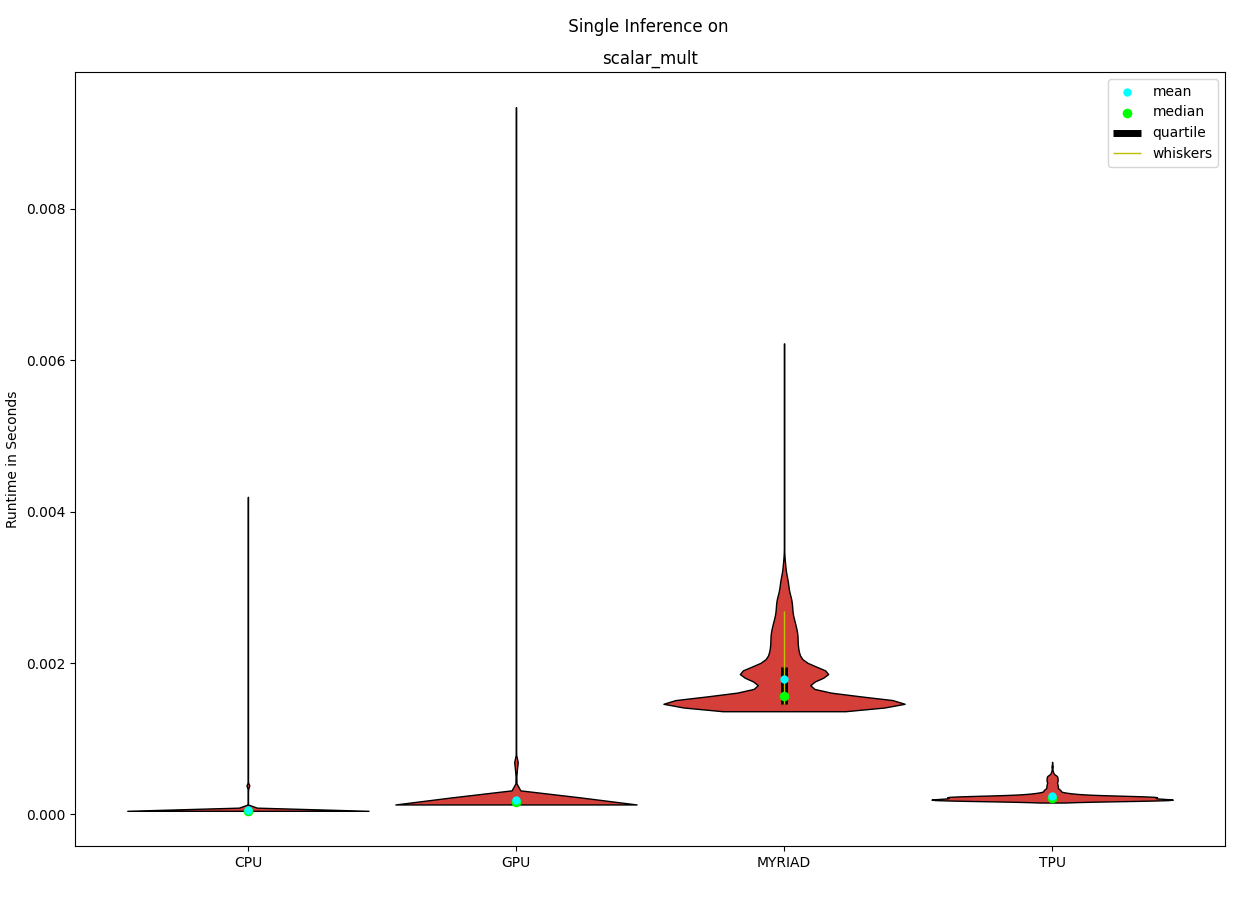 Single Inference on
scalar_mult
mean
median
quartile
whiskers
0.008
0.006
0.004
0.002
0.000
Runtime in Seconds
CPU
GPU
MYRIAD
TPU